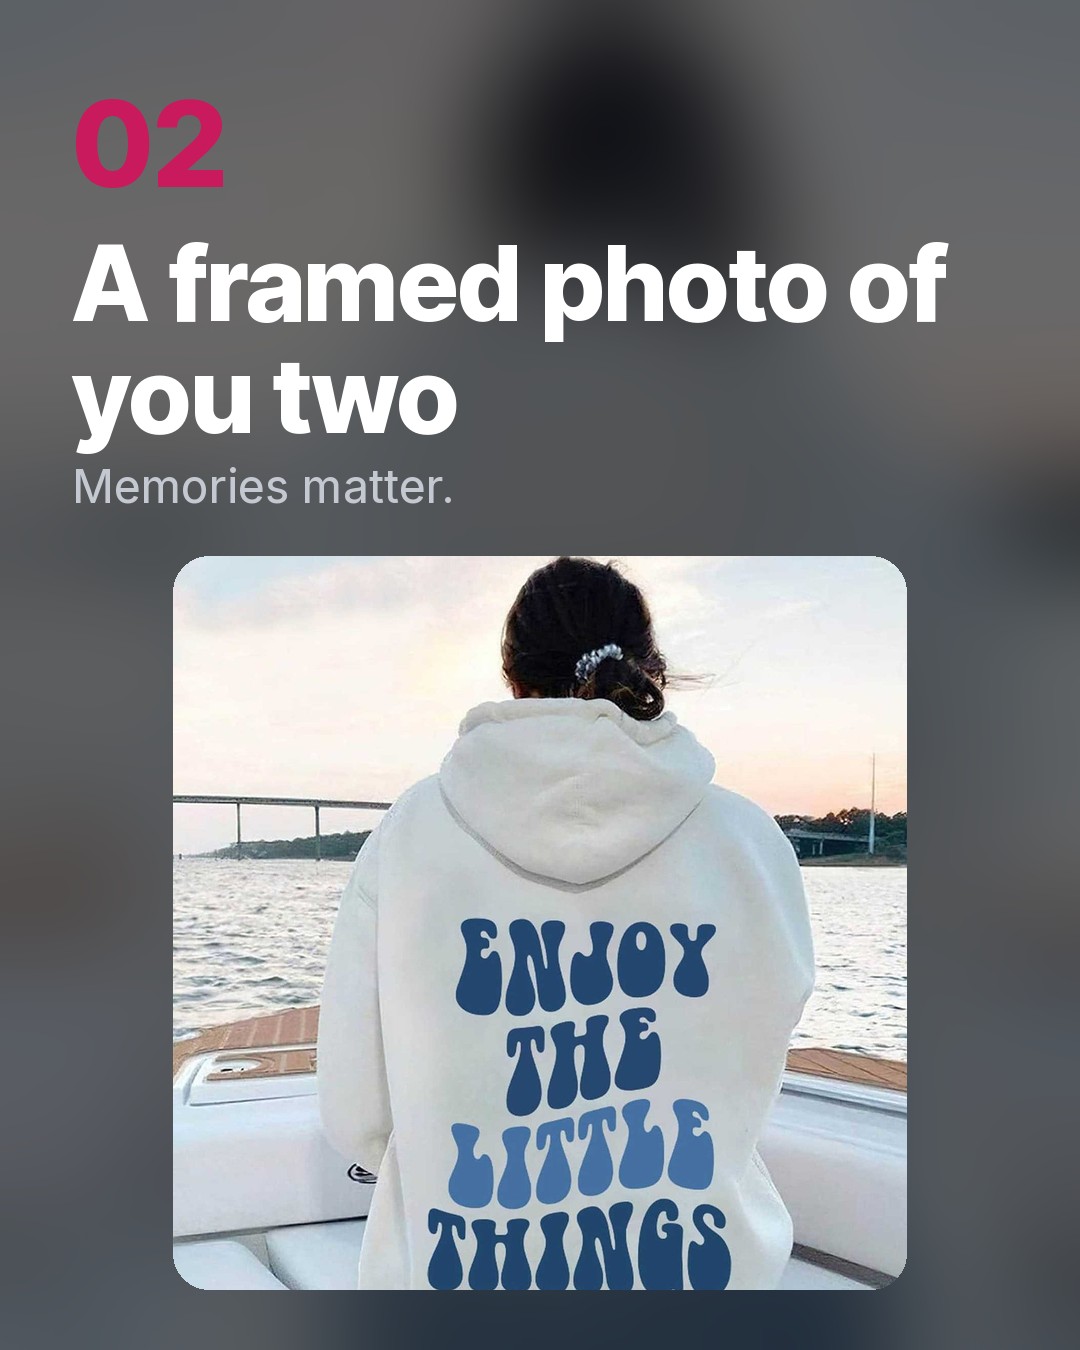 02
A framed photo of
you two
Memories matter.
ENJOY
THE
LITTLE
THINGS